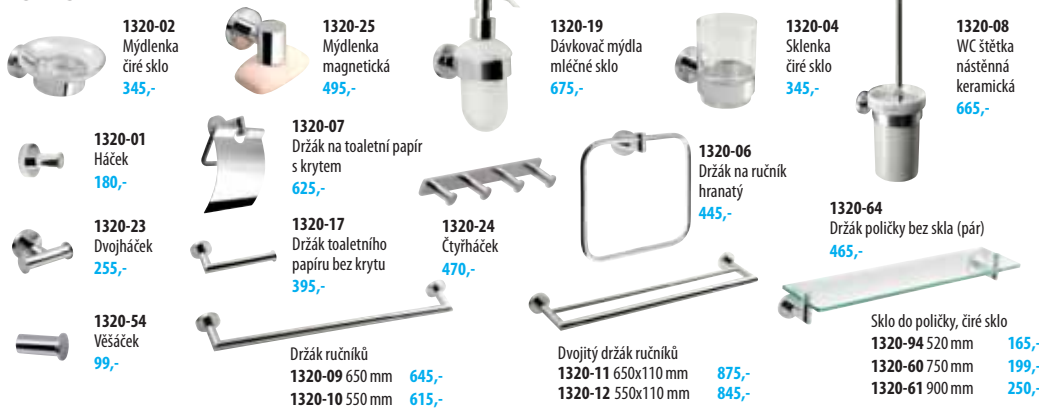 1320-02
Mýdlenka
čiré sklo
345,-
1320-25
Mýdlenka
magnetická
495,-
1320-19
Dávkovač mýdla
mléčné sklo
675,-
1320-04
Sklenka
čiré sklo
345,-
1320-08
WC štětka
nástěnná
keramická
665,-
1320-01
Háček
180,-
1320-07
Držák na toaletní papír
s krytem
625,-
1320-06
Držák na ručník
hranatý
445,-
1320-23
Dvojháček
255,-
1320-17
Držák toaletního
papíru bez krytu
395,-
1320-24
Čtyřháček
470,-
1320-64
Držák poličky bez skla (pár)
465,-
1320-54
Věšáček
99,-
Držák ručníků
1320-09 650 mm 645,-
1320-10 550 mm 615,-
Dvojitý držák ručníků
1320-11 650x110 mm 875,-
1320-12 550x110 mm 845,-
Sklo do poličky, čiré sklo
1320-94 520 mm 165,-
1320-60 750 mm 199,-
1320-61 900 mm 250,-